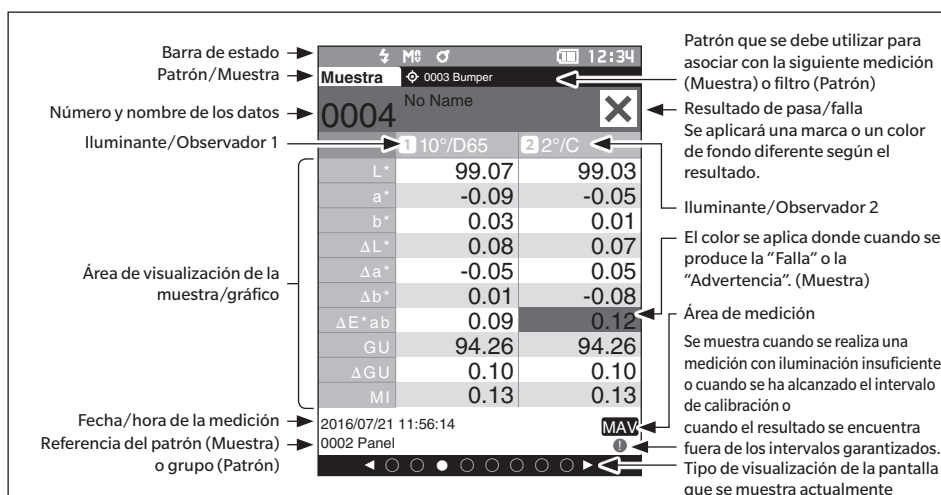 Barra de estado
Patrón/Muestra
Número y nombre de los datos
Iluminante/Observador 1
Área de visualización de la
muestra/gráfico
Fecha/hora de la medición
Referencia del patrón (Muestra)
o grupo (Patrón)
12:34
Muestra 0003 Bumper
0004 No Name
1 10°/D65 2 2°/C
L* 99.07 99.03
a* -0.09 -0.05
b* 0.03 0.01
ΔL* 0.08 0.07
Δa* -0.05 0.05
Δb* 0.01 -0.08
ΔE*ab 0.09 0.12
GU 94.26 94.26
ΔGU 0.10 0.10
MI 0.13 0.13
2016/07/21 11:56:14 MAV
0002 Panel
Patrón que se debe utilizar para
asociar con la siguiente medición
(Muestra) o filtro (Patrón)
Resultado de pasa/falla
Se aplicará una marca o un color
de fondo diferente según el
resultado.
Iluminante/Observador 2
El color se aplica donde cuando se
produce la “Falla” o la
“Advertencia”. (Muestra)
Área de medición
Se muestra cuando se realiza una
medición con iluminación insuficiente
o cuando se ha alcanzado el intervalo
de calibración o
cuando el resultado se encuentra
fuera de los intervalos garantizados.
Tipo de visualización de la pantalla
que se muestra actualmente